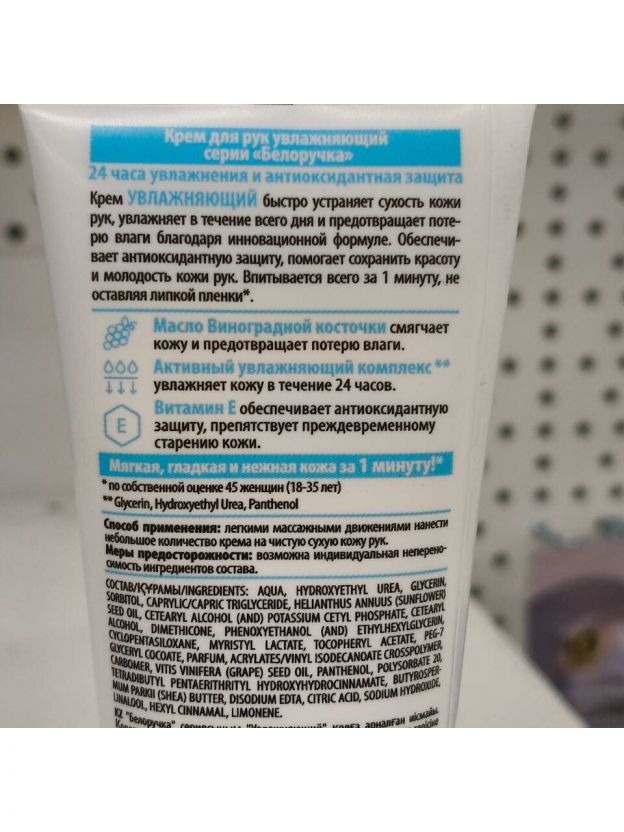 Крем для рук увлажняющий
серии «Белоручка»
24 часа увлажнения и антиоксидантная защита
Крем УВЛАЖНЯЮЩИЙ быстро устраняет сухость кожи
рук, увлажняет в течение всего дня и предотвращает поте-
рю влаги благодаря инновационной формуле. Обеспечи-
вает антиоксидантную защиту, помогает сохранить красоту
и молодость кожи рук. Впитывается всего за 1 минуту, не
оставляя липкой пленки*.
Масло Виноградной косточки смягчает
кожу и предотвращает потерю влаги.
Активный увлажняющий комплекс**
увлажняет кожу в течение 24 часов.
E
Витамин Е обеспечивает антиоксидантную
защиту, препятствует преждевременному
старению кожи.
Мягкая, гладкая и нежная кожа за 1 минуту!*
* по собственной оценке 45 женщин (18-35 лет)
** Glycerin, Hydroxyethyl Urea, Panthenol
Способ применения: легкими массажными движениями нанести
небольшое количество крема на чистую сухую кожу рук.
Меры предосторожности: возможна индивидуальная неперено-
симость ингредиентов состава.
СОСТАВ/ҚҰРАМЫ/INGREDIENTS: AQUA, HYDROXYETHYL UREA, GLYCERIN,
SORBITOL, CAPRYLIC/CAPRIC TRIGLYCERIDE, HELIANTHUS ANNUUS (SUNFLOWER)
SEED OIL, CETEARYL ALCOHOL (AND) POTASSIUM CETYL PHOSPHATE, CETEARYL
ALCOHOL, DIMETHICONE, PHENOXYETHANOL (AND) ETHYLHEXYLGLYCERIN,
CYCLOPENTASILOXANE, MYRISTYL LACTATE, TOCOPHERYL ACETATE, PEG-7
GLYCERYL COCOATE, PARFUM, ACRYLATES/VINYL ISODECANOATE CROSSPOLYMER,
CARBOMER, VITIS VINIFERA (GRAPE) SEED OIL, PANTHENOL, POLYSORBATE 20,
TETRADIBUTYL PENTAERITHRITYL HYDROXYHYDROCINNAMATE, BUTYROSPER-
MUM PARKII (SHEA) BUTTER, DISODIUM EDTA, CITRIC ACID, SODIUM HYDROXIDE,
LINALOOL, HEXYL CINNAMAL, LIMONENE.
KZ "Белоручка" сериясының "Увлажняющий" қолға арналған иісмайы.